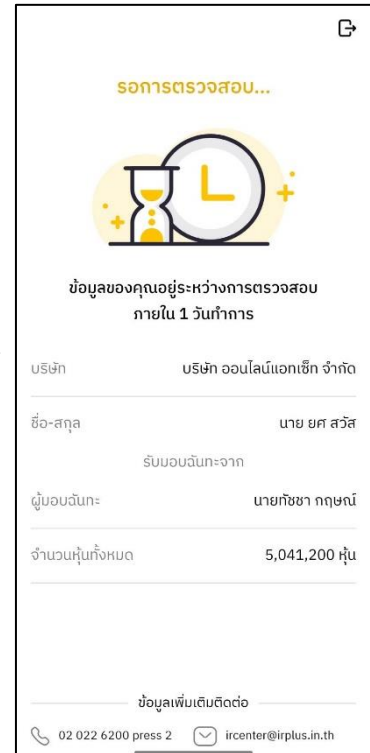 รอการตรวจสอบ...
ข้อมูลของคุณอยู่ระหว่างการตรวจสอบ
ภายใน 1 วันทำการ
บริษัท บริษัท ออนไลน์แอทเซ็ท จำกัด
ชื่อ-สกุล นาย ยศ สวัส
รับมอบฉันทะจาก
ผู้มอบฉันทะ นายทัชชา กฤษณ์
จำนวนหุ้นทั้งหมด 5,041,200 หุ้น
ข้อมูลเพิ่มเติมติดต่อ
02 022 6200 press 2 ircenter@irplus.in.th